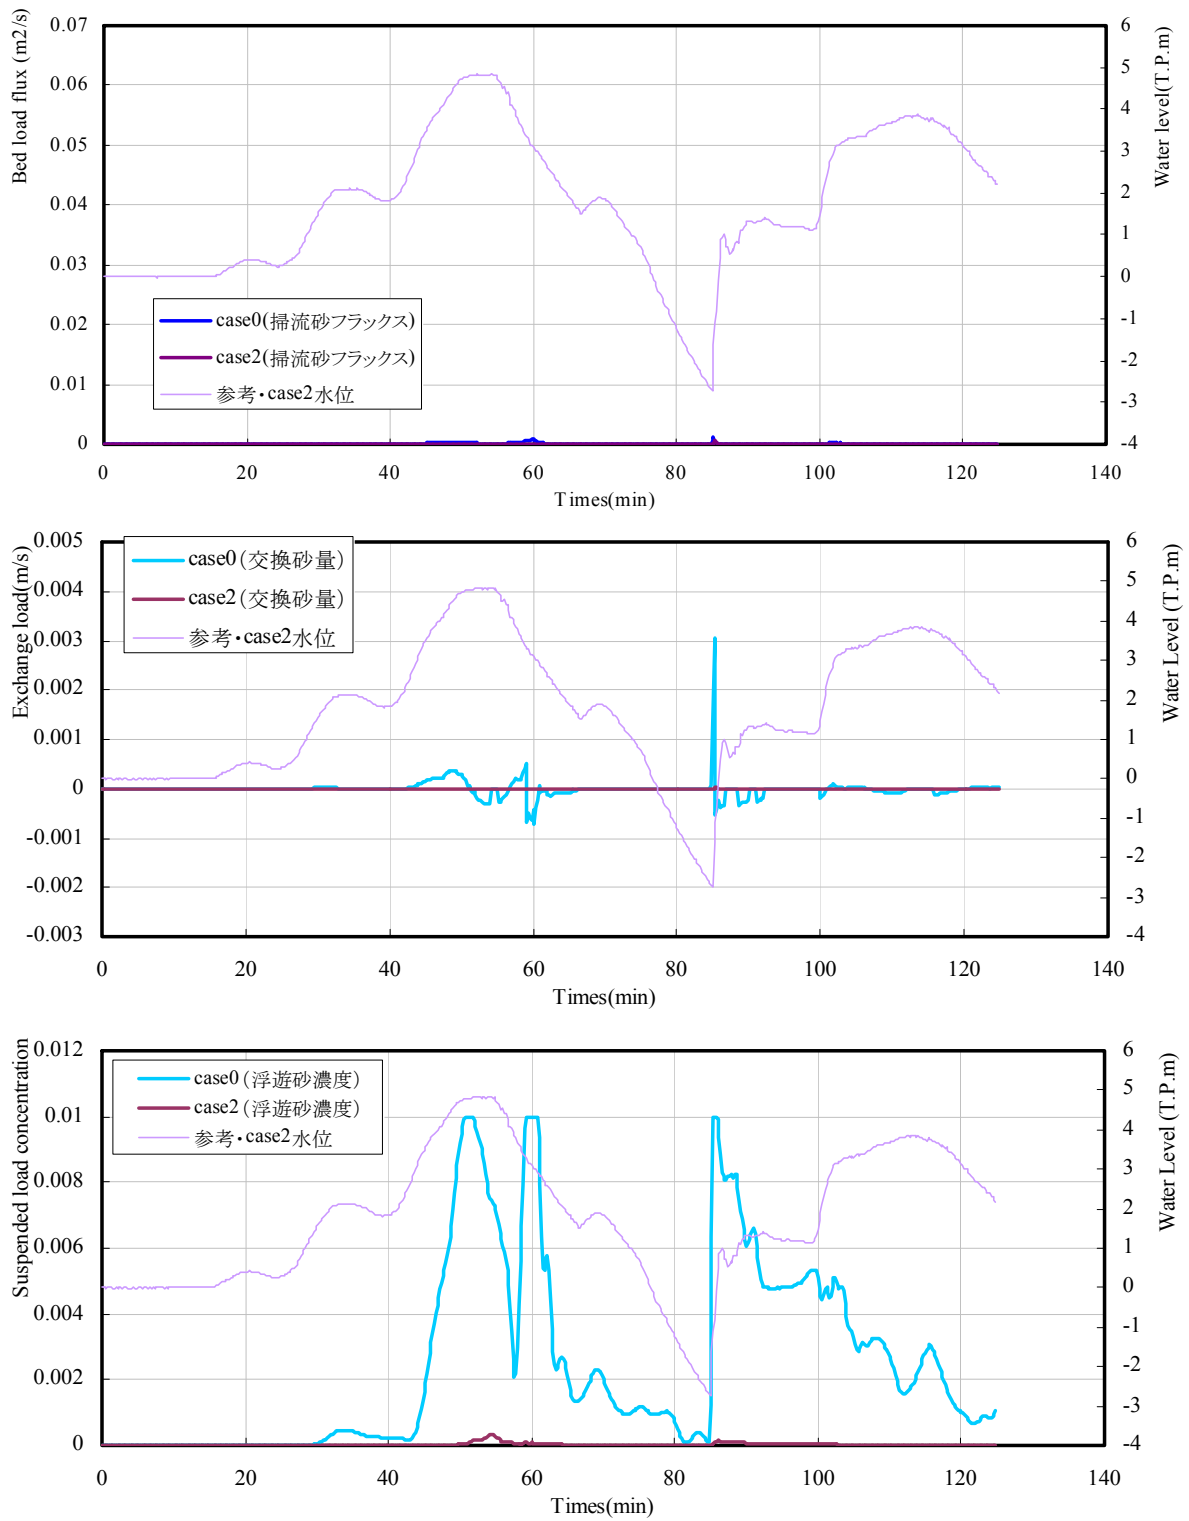 Bed load flux (m2/s)
0.07
0.06
0.05
0.04
0.03
0.02
0.01
0
6
5
4
3
2
1
0
-1
-2
-3
-4
Water level(T.P.m)
case0(掃流砂フラックス)
case2(掃流砂フラックス)
参考・case2水位
0 20 40 60 80 100 120 140
Times(min)
Exchange load(m/s)
0.005
0.004
0.003
0.002
0.001
0
-0.001
-0.002
-0.003
6
5
4
3
2
1
0
-1
-2
-3
-4
Water Level (T.P.m)
case0(交換砂量)
case2(交換砂量)
参考・case2水位
0 20 40 60 80 100 120 140
Times(min)
Suspended load concentration
0.012
0.01
0.008
0.006
0.004
0.002
0
6
5
4
3
2
1
0
-1
-2
-3
-4
Water Level (T.P.m)
case0(浮遊砂濃度)
case2(浮遊砂濃度)
参考・case2水位
0 20 40 60 80 100 120 140
Times(min)